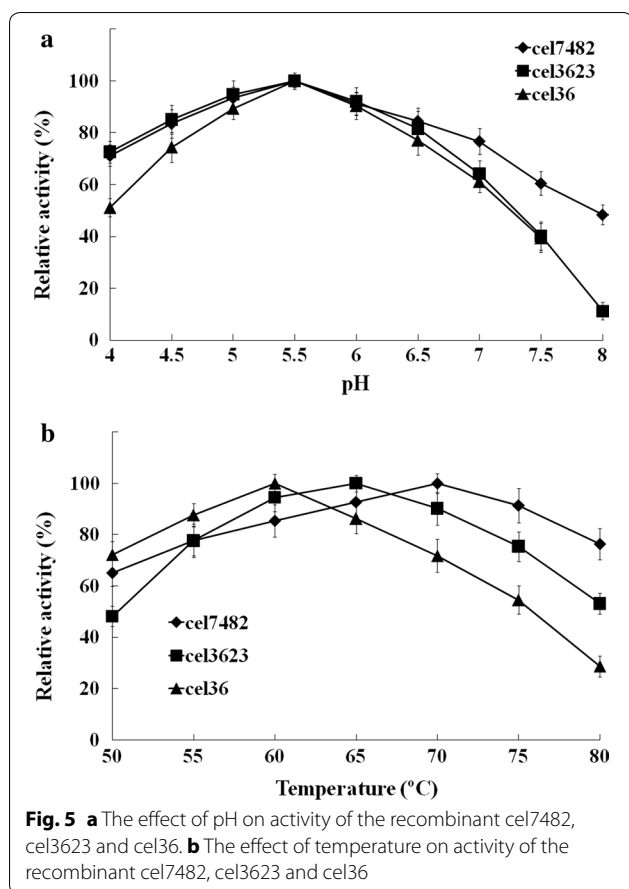 a
cel7482
cel3623
cel36
100
80
60
40
20
0
Relative activity (%)
4 4.5 5 5.5 6 6.5 7 7.5 8
pH
b
100
80
60
40
20
0
Relative activity (%)
cel7482
cel3623
cel36
50 55 60 65 70 75 80
Temperature (ºC)
Fig. 5 a The effect of pH on activity of the recombinant cel7482,
cel3623 and cel36. b The effect of temperature on activity of the
recombinant cel7482, cel3623 and cel36